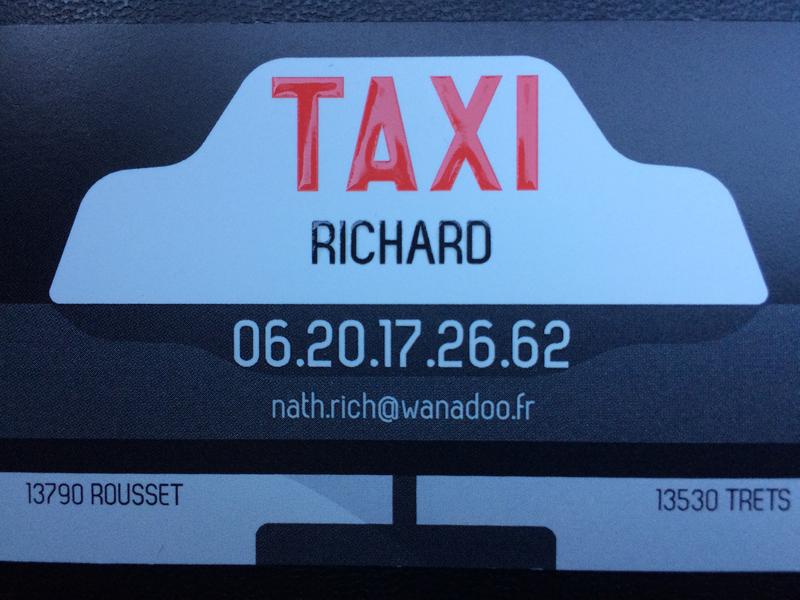 TAXI
RICHARD
06.20.17.26.62
nath.rich@wanadoo.fr
13790 ROUSSET
13530 TRETS